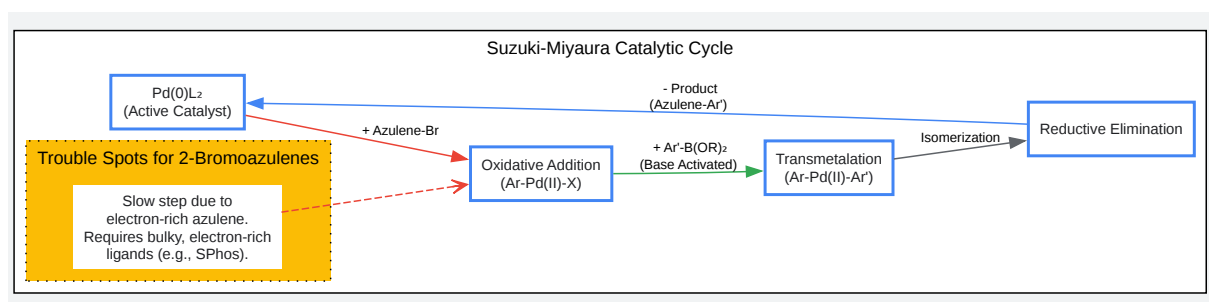 Suzuki-Miyaura Catalytic Cycle
Pd(0)L₂
(Active Catalyst)
- Product
(Azulene-Ar')
Reductive Elimination
+ Azulene-Br
Isomerization
Trouble Spots for 2-Bromoazulenes
Slow step due to
electron-rich azulene.
Requires bulky, electron-rich
ligands (e.g., SPhos).
Oxidative Addition
(Ar-Pd(II)-X)
+ Ar'-B(OR)₂
(Base Activated)
Transmetalation
(Ar-Pd(II)-Ar')